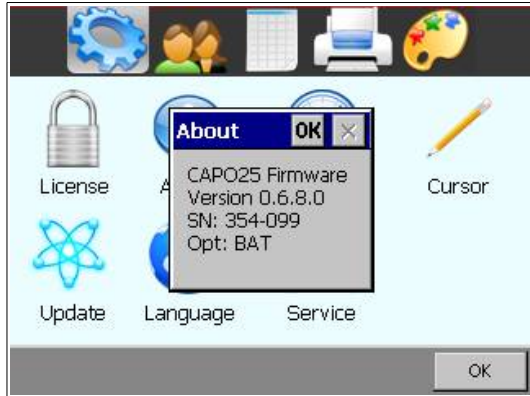 About OK
CAPO25 Firmware
Version 0.6.8.0
SN: 354-099
Opt: BAT
License
Cursor
Update Language Service
OK